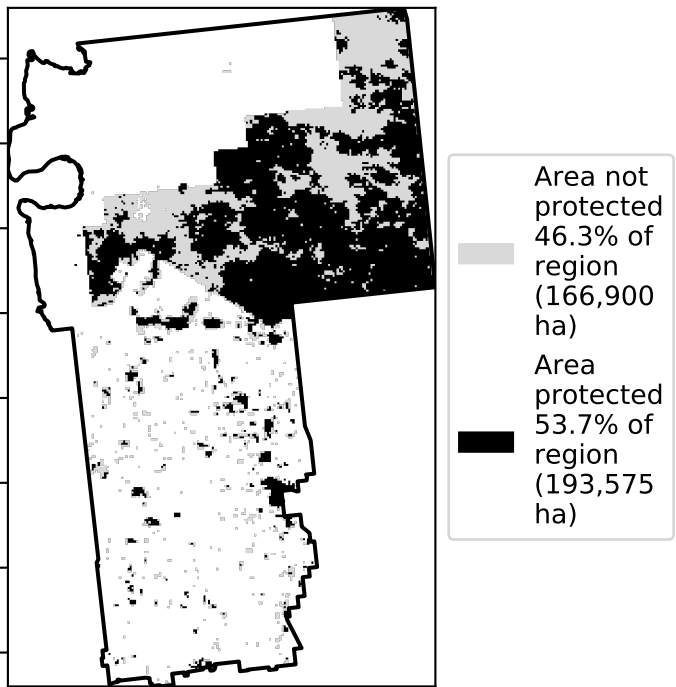 Area not
protected
46.3% of
region
(166,900
ha)
Area
protected
53.7% of
region
(193,575
ha)